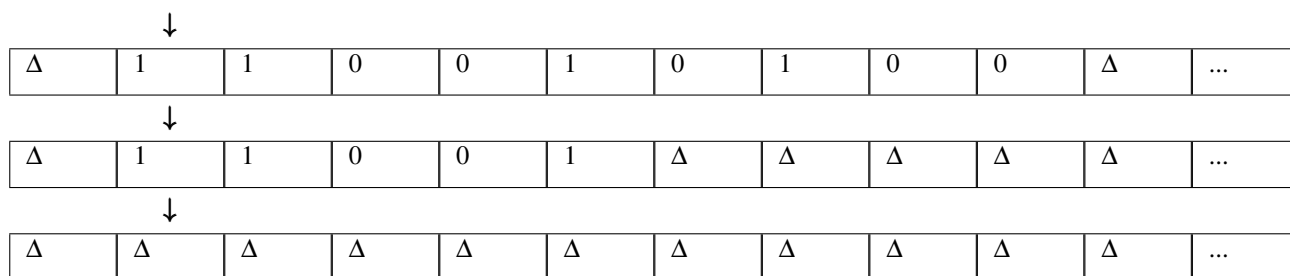 ↓
Δ 1 1 0 0 1 0 1 0 0 Δ ...
↓
Δ 1 1 0 0 1 Δ Δ Δ Δ Δ ...
↓
Δ Δ Δ Δ Δ Δ Δ Δ Δ Δ Δ ...